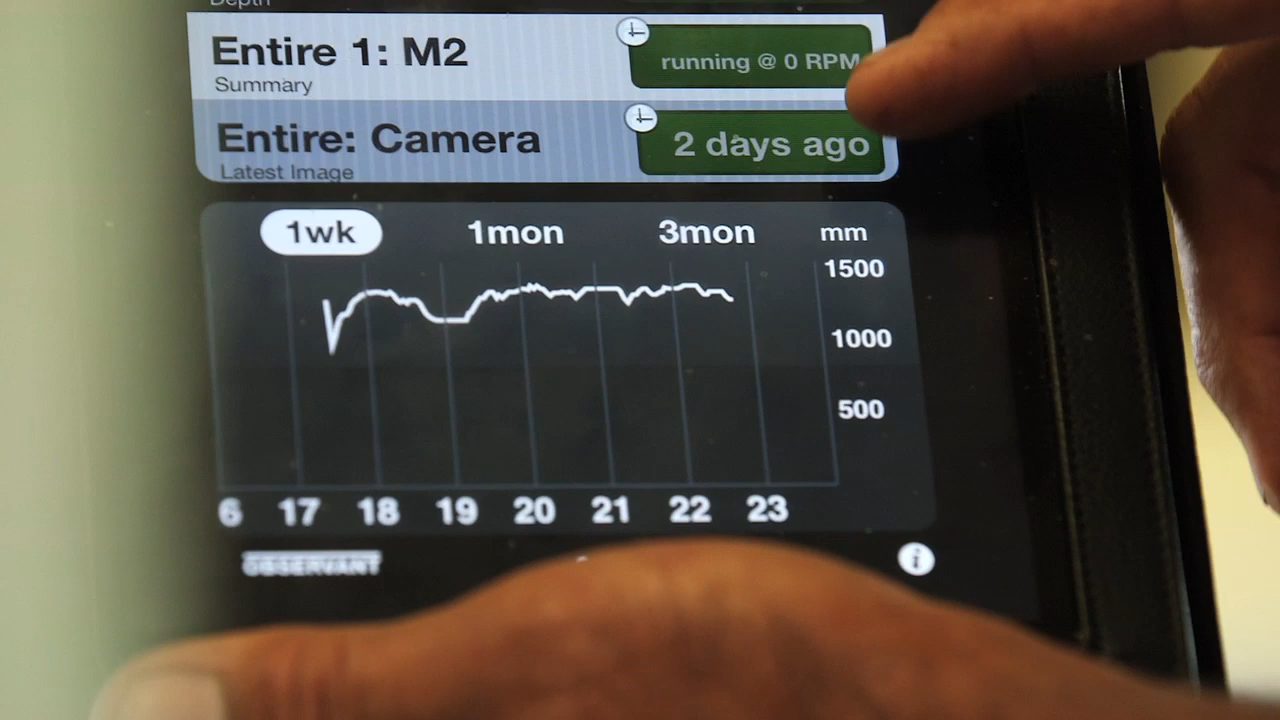 Depth
Entire 1: M2
running @ 0 RPM
Summary
Entire: Camera
2 days ago
Latest Image
1wk 1mon 3mon mm
1500
1000
500
6 17 18 19 20 21 22 23
OBSERVANT
i